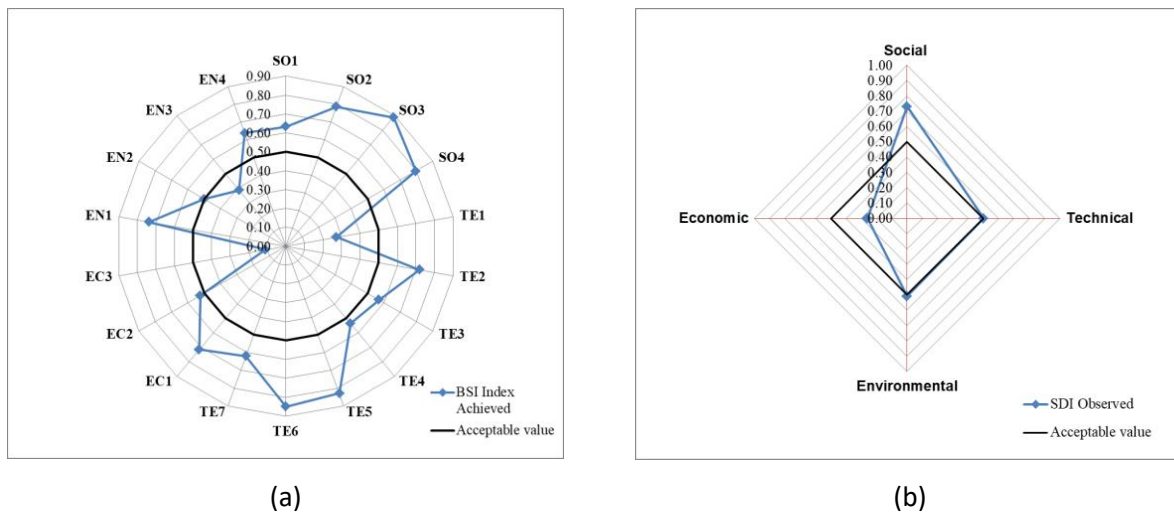 SO1
SO2
SO3
SO4
TE1
TE2
TE3
TE4
TE5
TE6
TE7
EC1
EC2
EC3
EN1
EN2
EN3
EN4
0.90
0.80
0.70
0.60
0.50
0.40
0.30
0.20
0.10
0.00
BSI Index
Achieved
Acceptable value
(a)
Social
1.00
0.90
0.80
0.70
0.60
0.50
0.40
0.30
0.20
0.10
0.00
Economic
Technical
Environmental
SDI Observed
Acceptable value
(b)